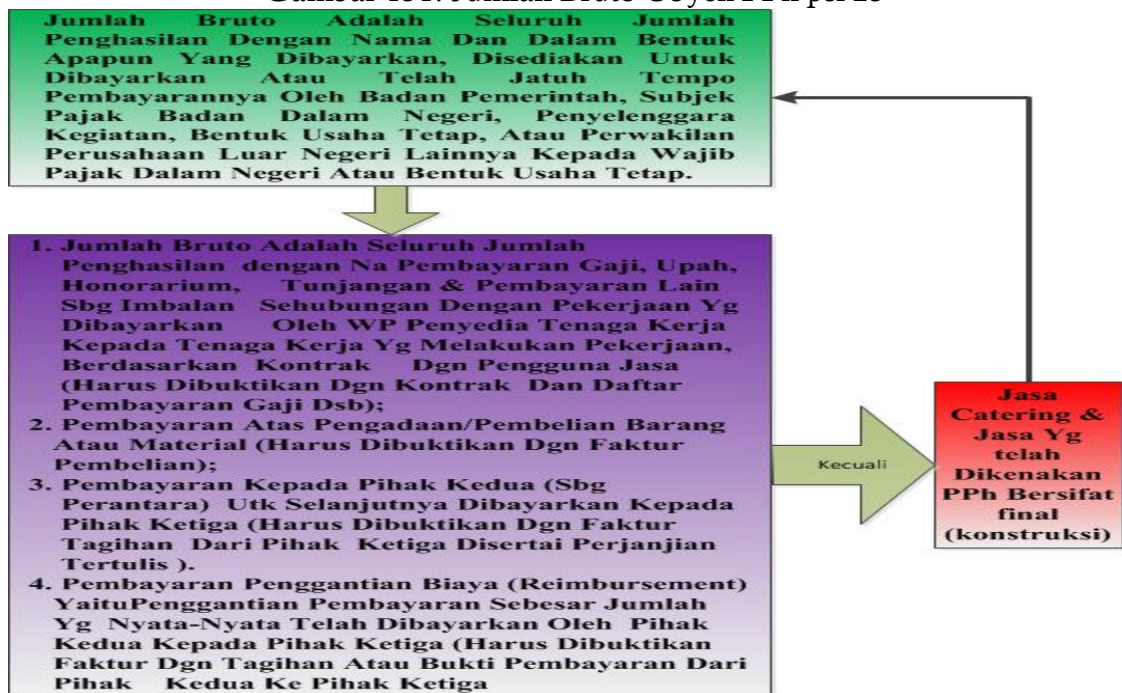 Jumlah Bruto Obyek PPh psl 23
Jumlah Bruto Adalah Seluruh Jumlah
Penghasilan Dengan Nama Dan Dalam Bentuk
Apapun Yang Dibayarkan, Disediakan Untuk
Dibayarkan Atau Telah Jatuh Tempo
Pembayarannya Oleh Badan Pemerintah, Subjek
Pajak Badan Dalam Negeri, Penyelenggara
Kegiatan, Bentuk Usaha Tetap, Atau Perwakilan
Perusahaan Luar Negeri Lainnya Kepada Wajib
Pajak Dalam Negeri Atau Bentuk Usaha Tetap.
1. Jumlah Bruto Adalah Seluruh Jumlah
Penghasilan dengan Na Pembayaran Gaji, Upah,
Honorarium, Tunjangan & Pembayaran Lain
Sbg Imbalan Sehubungan Dengan Pekerjaan Yg
Dibayarkan Oleh WP Penyedia Tenaga Kerja
Kepada Tenaga Kerja Yg Melakukan Pekerjaan,
Berdasarkan Kontrak Dgn Pengguna Jasa
(Harus Dibuktikan Dgn Kontrak Dan Daftar
Pembayaran Gaji Dsb);
2. Pembayaran Atas Pengadaan/Pembelian Barang
Atau Material (Harus Dibuktikan Dgn Faktur
Pembelian);
3. Pembayaran Kepada Pihak Kedua (Sbg
Perantara) Utk Selanjutnya Dibayarkan Kepada
Pihak Ketiga (Harus Dibuktikan Dgn Faktur
Tagihan Dari Pihak Ketiga Disertai Perjanjian
Tertulis ).
4. Pembayaran Penggantian Biaya (Reimbursement)
YaituPenggantian Pembayaran Sebesar Jumlah
Yg Nyata-Nyata Telah Dibayarkan Oleh Pihak
Kedua Kepada Pihak Ketiga (Harus Dibuktikan
Faktur Dgn Tagihan Atau Bukti Pembayaran Dari
Pihak Kedua Ke Pihak Ketiga
Kecuali
Jasa
Catering &
Jasa Yg
telah
Dikenakan
PPh Bersifat
final
(konstruksi)